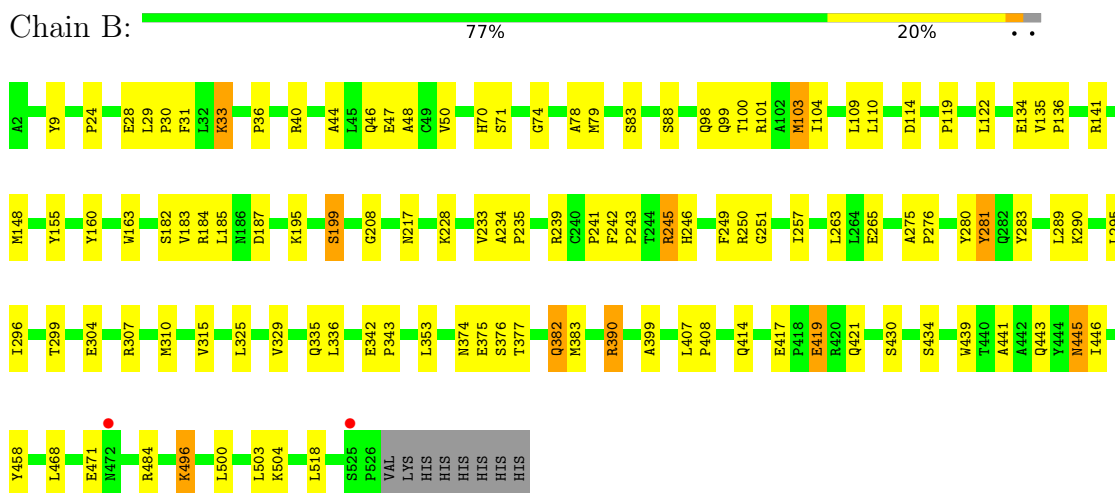 Chain B:
77% 20% • •
A2 Y9 P24 E28 L29 P30 F31 L32 K33 P36 R40 A44 L45 Q46 E47 A48 C49 V50 H70 S71 G74 A78 M79 S83 S88 Q98 Q99 T100 R101 A102 M103 I104 L109 L110 D114 P119 L122 E134 V135 P136 R141
M148 Y155 Y160 W163 S182 V183 R184 L185 N186 D187 K195 S199 G208 N217 K228 V233 A234 P235 R239 C240 P241 F242 P243 T244 R245 H246 F249 R250 G251 I257 L263 L264 E265 A275 P276 Y280 Y281 Q282 Y283 L289 K290
I296 T299 E304 R307 M310 V315 L325 V329 Q335 L336 E342 P343 L353 N374 E375 S376 T377 Q382 M383 R390 A399 L407 P408 Q414 E417 P418 E419 R420 Q421 S430 S434 W439 T440 A441 A442 Q443 Y444 N445 I446
Y458 L468 E471 N472 R484 K496 L500 L503 K504 L518 S525 P526 VAL LYS HIS HIS HIS HIS HIS HIS